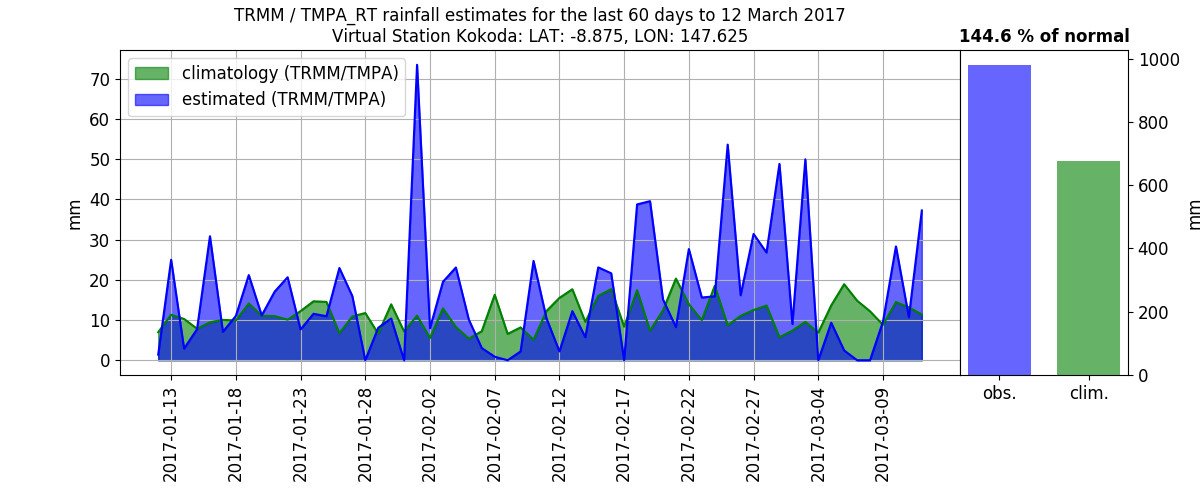 TRMM / TMPA_RT rainfall estimates for the last 60 days to 12 March 2017
Virtual Station Kokoda: LAT: -8.875, LON: 147.625
144.6 % of normal
climatology (TRMM/TMPA)
estimated (TRMM/TMPA)
mm
70
60
50
40
30
20
10
0
2017-01-13
2017-01-18
2017-01-23
2017-01-28
2017-02-02
2017-02-07
2017-02-12
2017-02-17
2017-02-22
2017-02-27
2017-03-04
2017-03-09
1000
800
600
400
200
0
mm
obs.
clim.